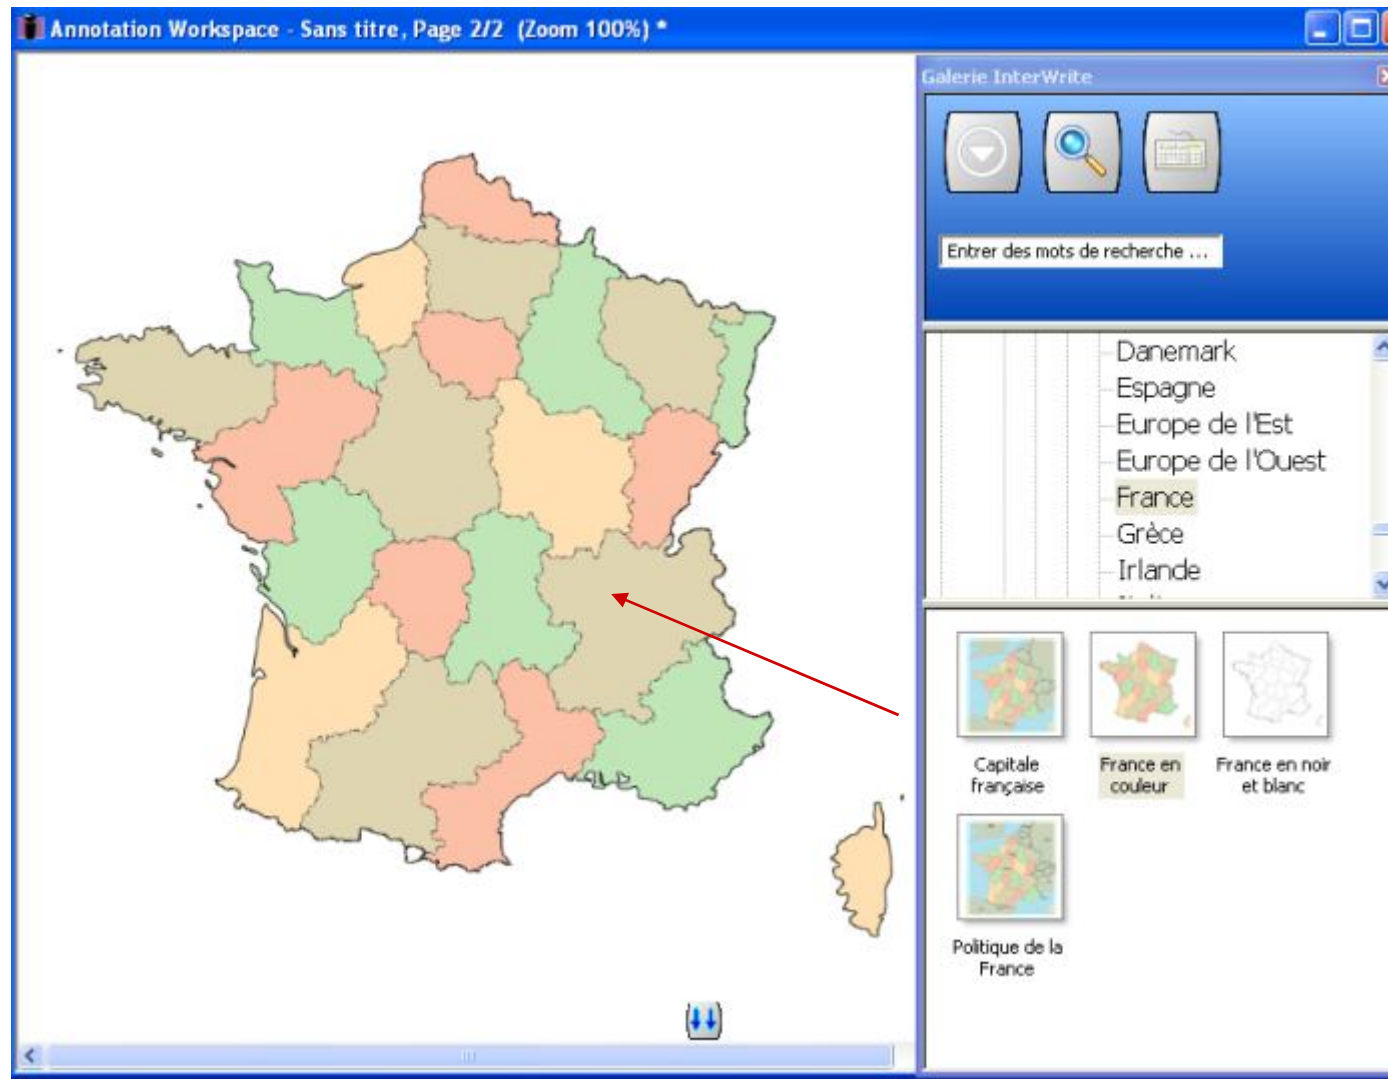 Annotation Workspace - Sans titre, Page 2/2 (Zoom 100%) *
Galerie InterWrite
Entrer des mots de recherche ...
Danemark
Espagne
Europe de l'Est
Europe de l'Ouest
France
Grèce
Irlande
Capitale
française
France en
couleur
France en noir
et blanc
Politique de la
France